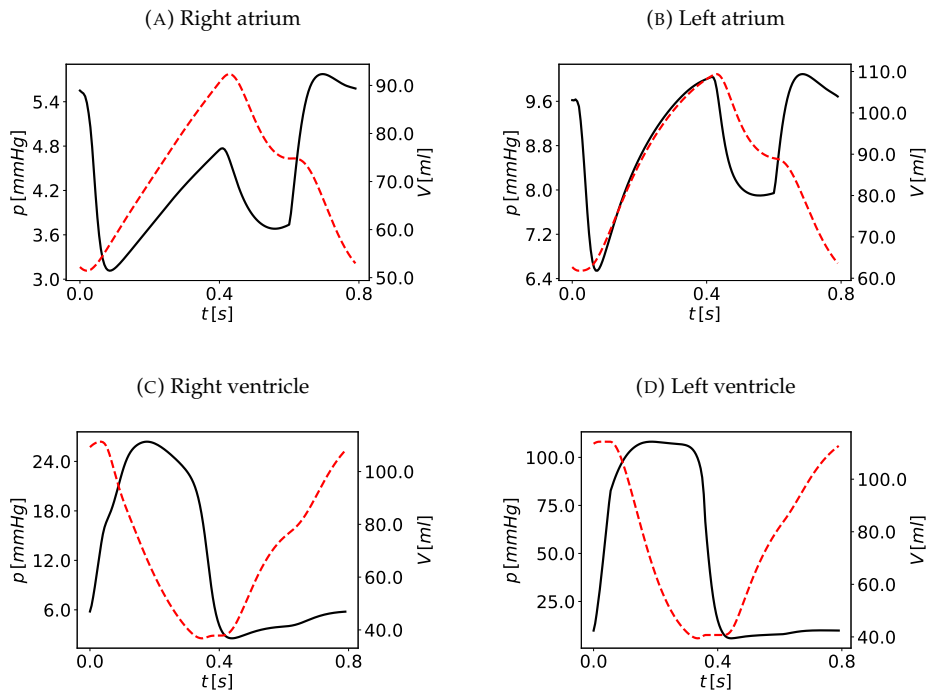 (A) Right atrium
5.4
4.8
4.2
3.6
3.0
p [mmHg]
90.0
80.0
70.0
60.0
50.0
V [ml]
0.0 0.4 0.8
t [s]
(B) Left atrium
9.6
8.8
8.0
7.2
6.4
p [mmHg]
110.0
100.0
90.0
80.0
70.0
60.0
V [ml]
0.0 0.4 0.8
t [s]
(C) Right ventricle
24.0
18.0
12.0
6.0
p [mmHg]
100.0
80.0
60.0
40.0
V [ml]
0.0 0.4 0.8
t [s]
(D) Left ventricle
100.0
75.0
50.0
25.0
p [mmHg]
100.0
80.0
60.0
40.0
V [ml]
0.0 0.4 0.8
t [s]